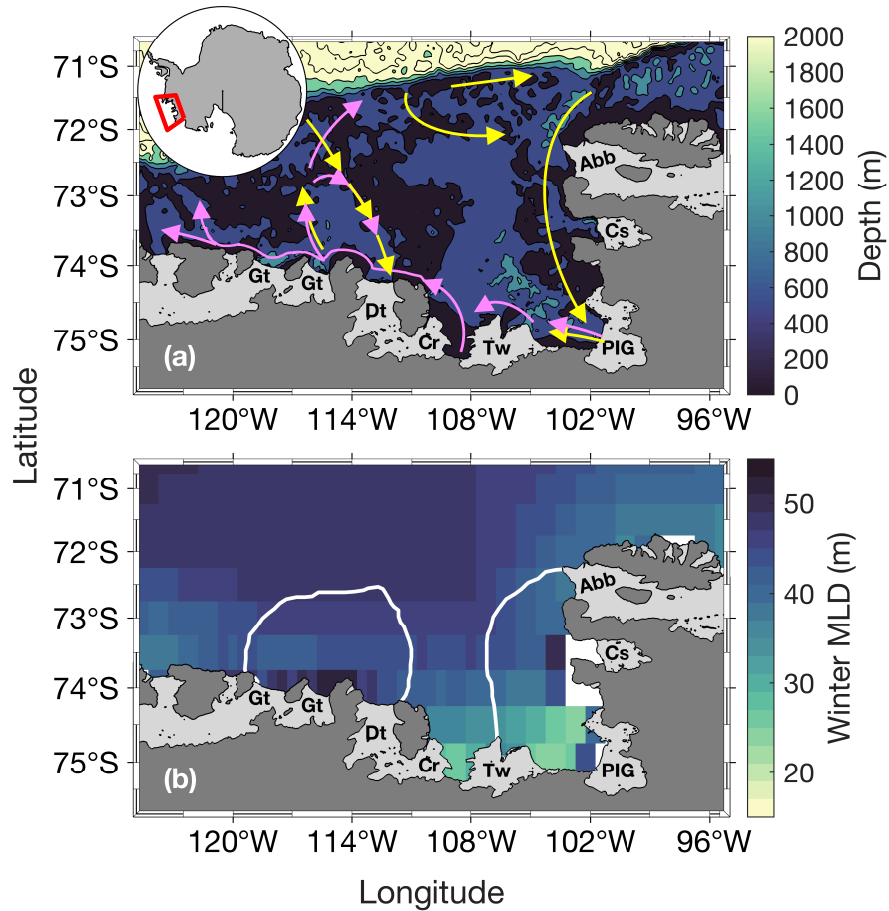 71°S
72°S
73°S
74°S
75°S
Abb
Cs
Gt
Gt
Dt
Cr
Tw
PIG
(a)
120°W
114°W
108°W
102°W
96°W
2000
1800
1600
1400
1200
1000
800
600
400
200
0
Depth (m)
Latitude
71°S
72°S
73°S
74°S
75°S
Abb
Cs
Gt
Gt
Dt
Cr
Tw
PIG
(b)
120°W
114°W
108°W
102°W
96°W
50
40
30
20
Winter MLD (m)
Longitude